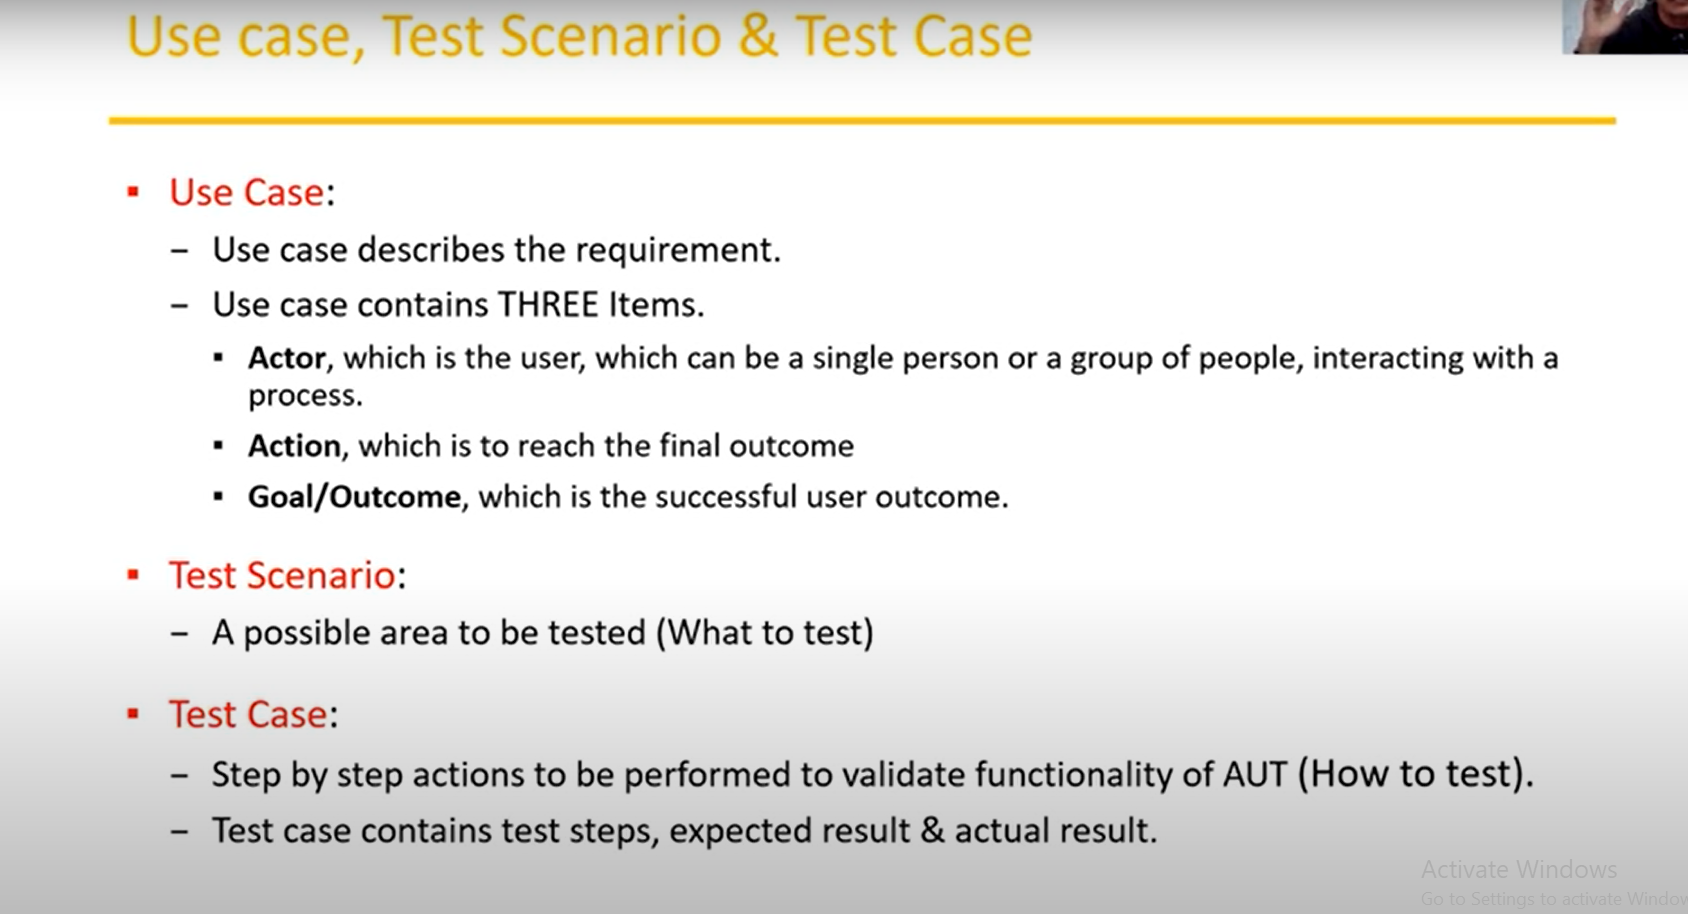 Use case, Test Scenario & Test Case
▪ Use Case:
– Use case describes the requirement.
– Use case contains THREE Items.
▪ Actor, which is the user, which can be a single person or a group of people, interacting with a
process.
▪ Action, which is to reach the final outcome
▪ Goal/Outcome, which is the successful user outcome.
▪ Test Scenario:
– A possible area to be tested (What to test)
▪ Test Case:
– Step by step actions to be performed to validate functionality of AUT (How to test).
– Test case contains test steps, expected result & actual result.
Activate Windows
Go to Settings to activate Window